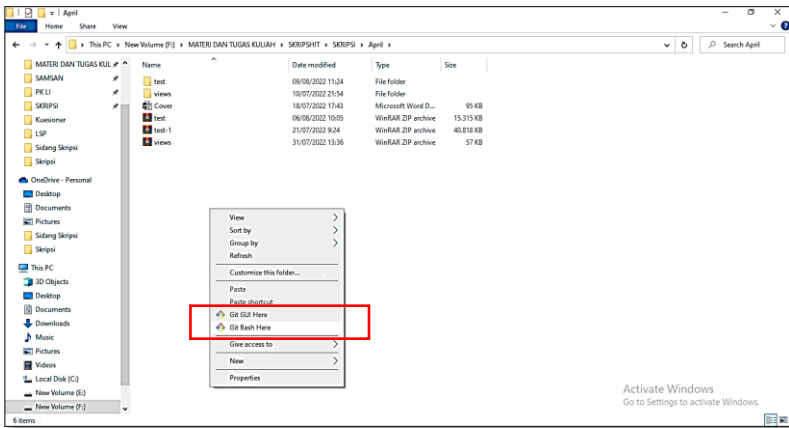 April
File Home Share View
This PC New Volume (F:) MATERI DAN TUGAS KULIAH SKRIPSHIT SKRIPSI April Search April
Name Date modified Type Size
MATERI DAN TUGAS KUL
SAMSAN
PK LI
SKRIPSI
Kuesioner
LSP
Sidang Skripsi
Skripsi
OneDrive - Personal
Desktop
Documents
Pictures
Sidang Skripsi
Skripsi
This PC
3D Objects
Desktop
Documents
Downloads
Music
Pictures
Videos
Local Disk (C:)
New Volume (E:)
New Volume (F:)
test 09/08/2022 11:24 File folder
views 10/07/2022 21:54 File folder
Cover 18/07/2022 17:43 Microsoft Word D... 95 KB
test 06/08/2022 10:05 WinRAR ZIP archive 15.315 KB
test-1 21/07/2022 9:24 WinRAR ZIP archive 40.818 KB
views 31/07/2022 13:36 WinRAR ZIP archive 57 KB
View
Sort by
Group by
Refresh
Customize this folder...
Paste
Paste shortcut
Git GUI Here
Git Bash Here
Give access to
New
Properties
Activate Windows
Go to Settings to activate Windows.
6 items